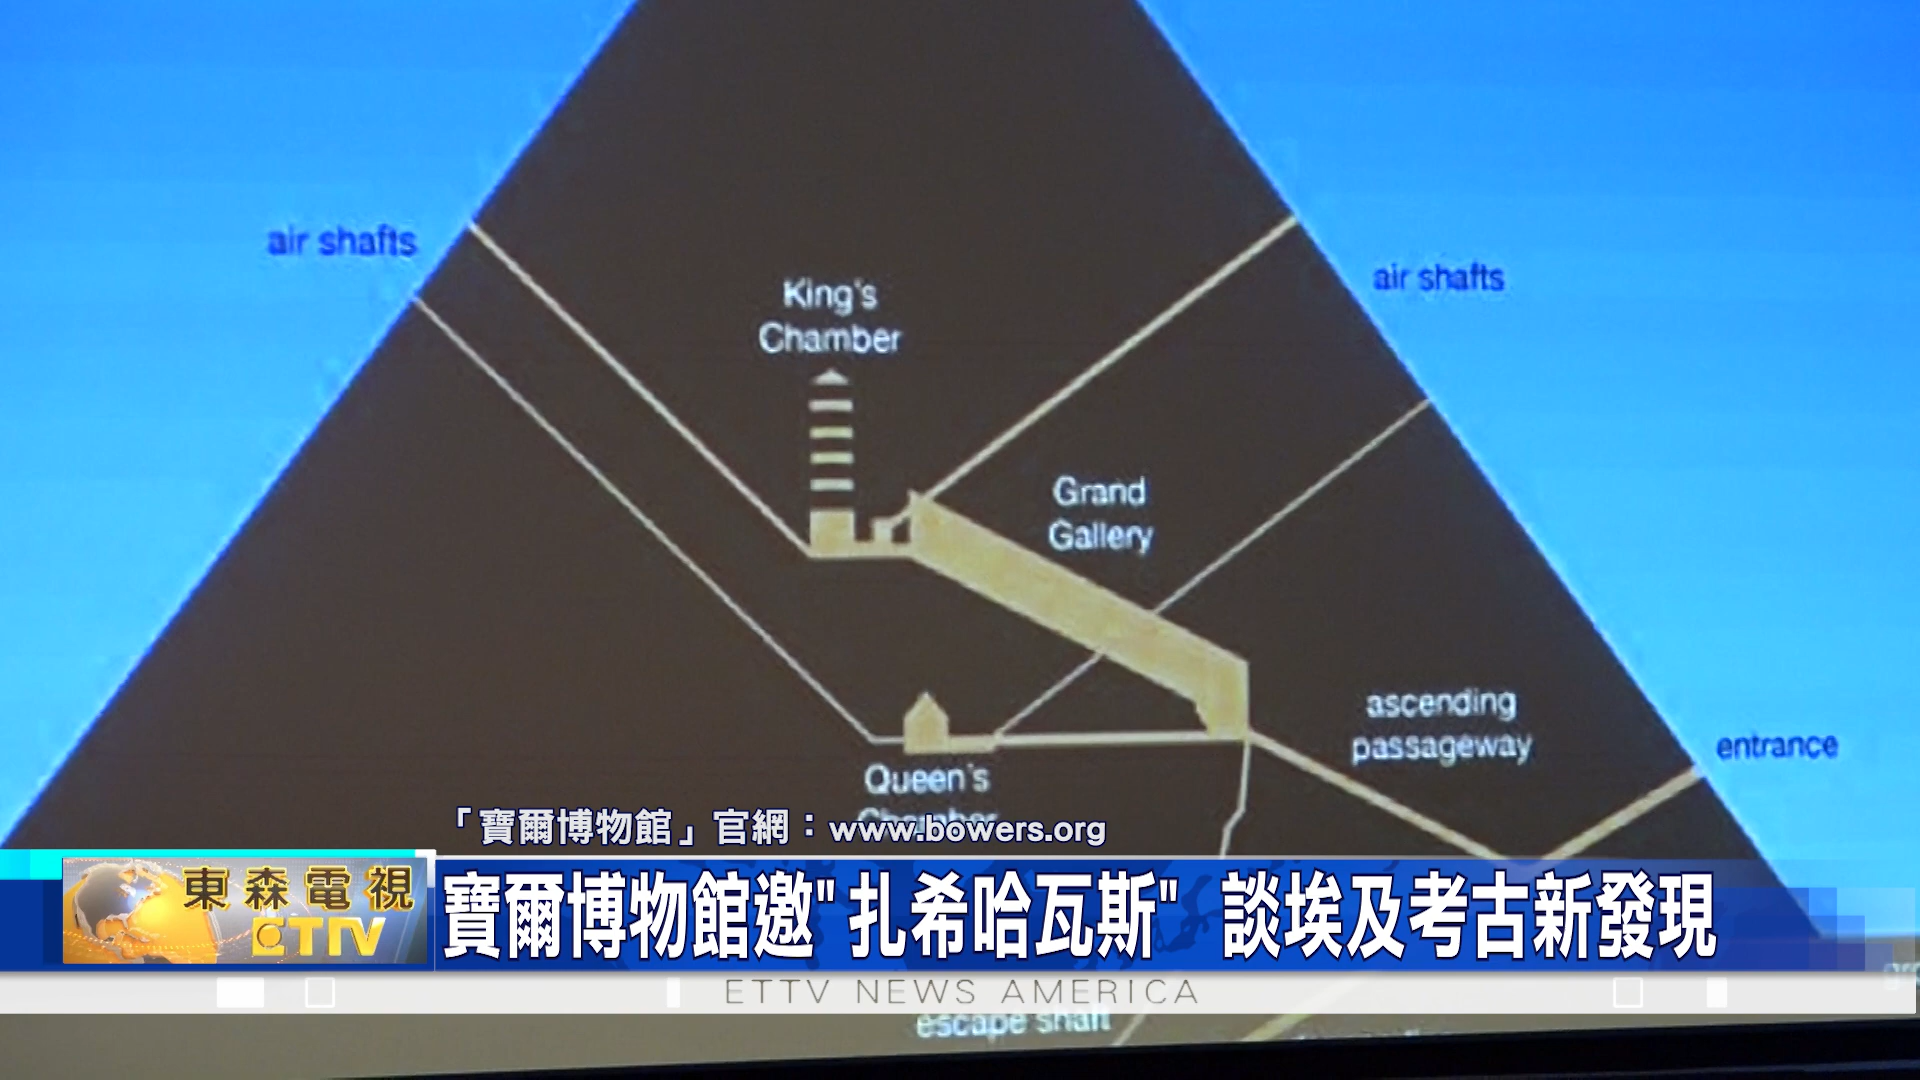 air shafts
air shafts
King's
Chamber
Grand
Gallery
ascending
passageway
entrance
Queen's
Chamber
「寶爾博物館」官網：www.bowers.org
東森電視
ETTV
寶爾博物館邀"扎希哈瓦斯" 談埃及考古新發現
ETTV NEWS AMERICA
escape shaft